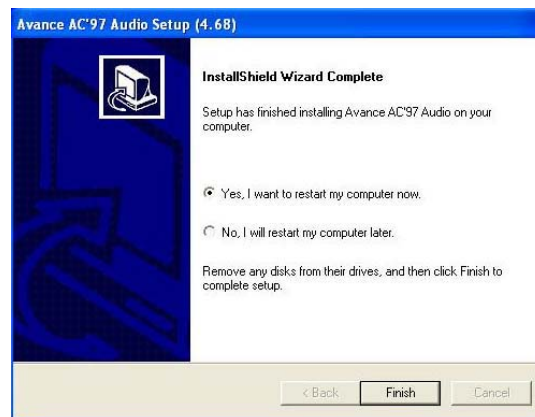 Avance AC'97 Audio Setup (4.68)
InstallShield Wizard Complete
Setup has finished installing Avance AC'97 Audio on your
computer.
Yes, I want to restart my computer now.
No, I will restart my computer later.
Remove any disks from their drives, and then click Finish to
complete setup.
< Back Finish Cancel